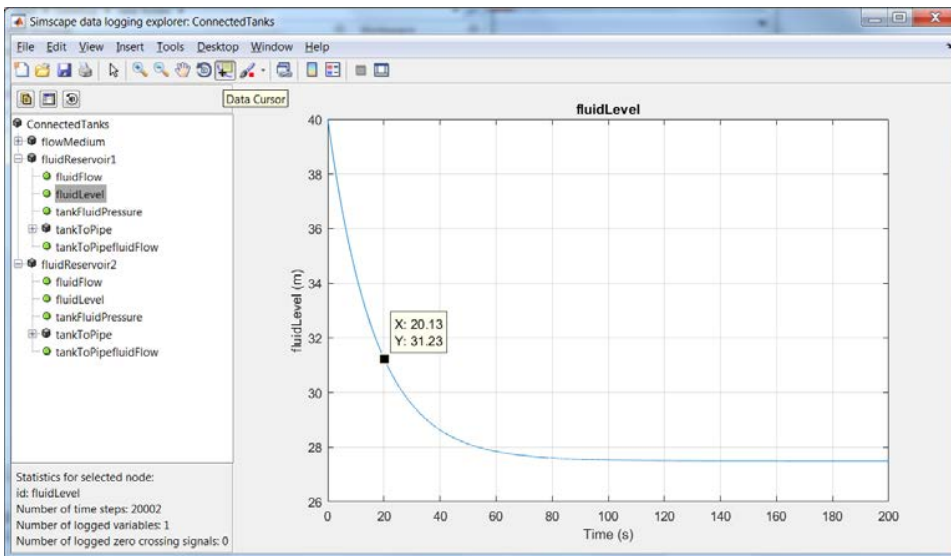 Simscape data logging explorer: ConnectedTanks
File Edit View Insert Tools Desktop Window Help
Data Cursor
ConnectedTanks
flowMedium
fluidReservoir1
fluidFlow
fluidLevel
tankFluidPressure
tankToPipe
tankToPipefluidFlow
fluidReservoir2
fluidFlow
fluidLevel
tankFluidPressure
tankToPipe
tankToPipefluidFlow
Statistics for selected node:
id: fluidLevel
Number of time steps: 20002
Number of logged variables: 1
Number of logged zero crossing signals: 0
fluidLevel
40
38
36
34
32
30
28
26
fluidLevel (m)
X: 20.13
Y: 31.23
0 20 40 60 80 100 120 140 160 180 200
Time (s)